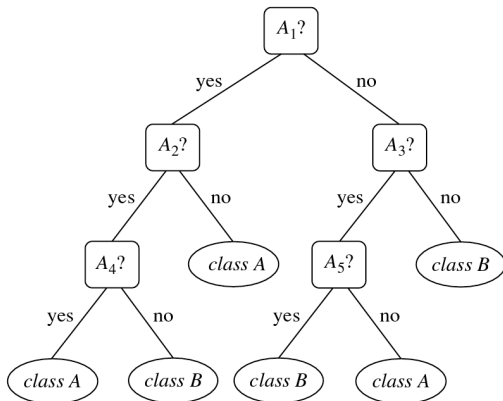 A₁?
yes no
A₂? A₃?
yes no yes no
A₄? class A A₅? class B
yes no yes no
class A class B class B class A